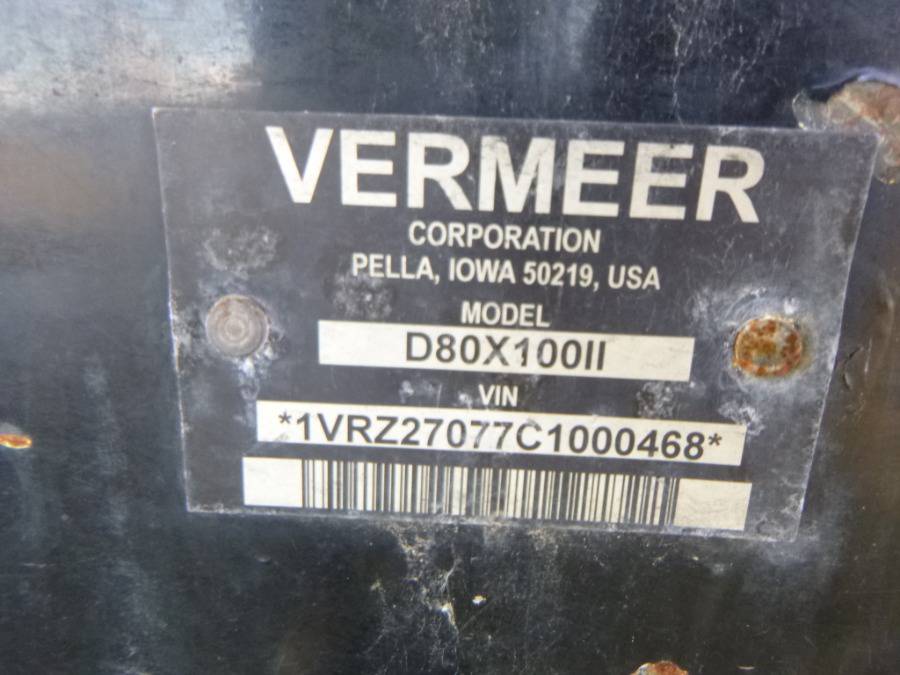 VERMEER
CORPORATION
PELLA, IOWA 50219, USA
MODEL
D80X100II
VIN
*1VRZ27077C1000468*